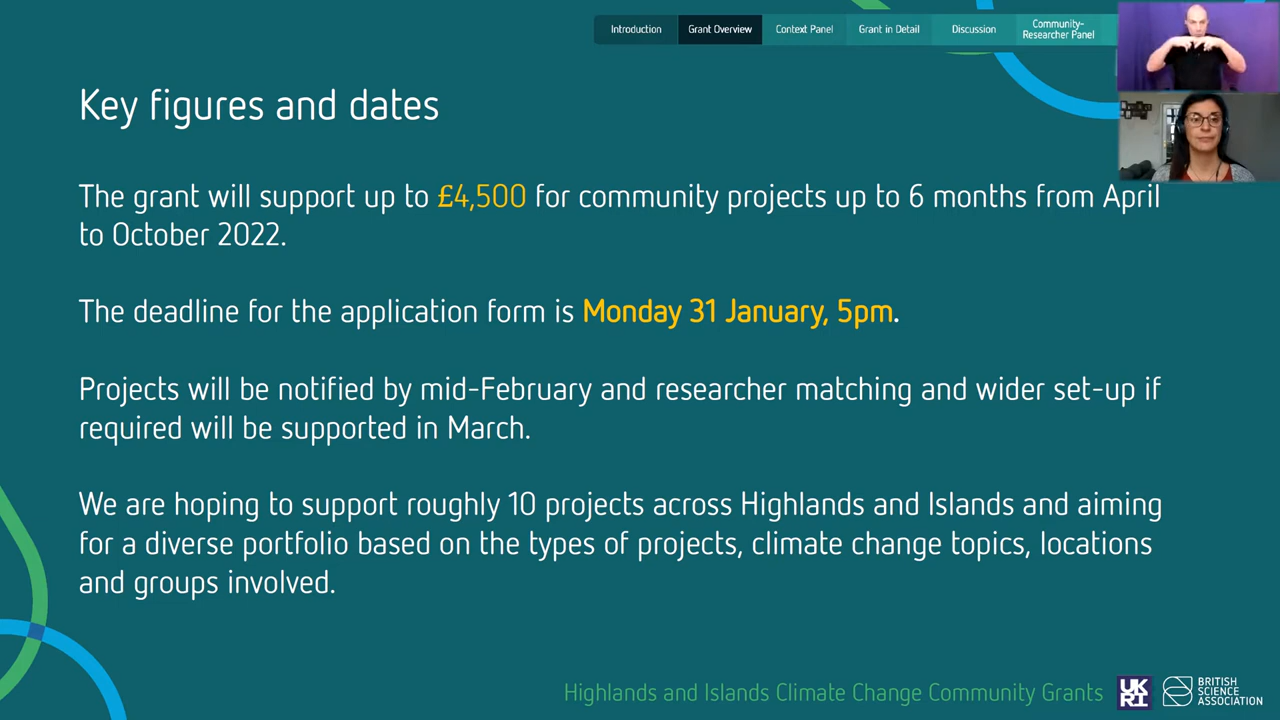 Introduction
Grant Overview
Context Panel
Grant in Detail
Discussion
Community-
Researcher Panel
Key figures and dates
The grant will support up to £4,500 for community projects up to 6 months from April
to October 2022.
The deadline for the application form is Monday 31 January, 5pm.
Projects will be notified by mid-February and researcher matching and wider set-up if
required will be supported in March.
We are hoping to support roughly 10 projects across Highlands and Islands and aiming
for a diverse portfolio based on the types of projects, climate change topics, locations
and groups involved.
Highlands and Islands Climate Change Community Grants
UK
RI
BRITISH
SCIENCE
ASSOCIATION